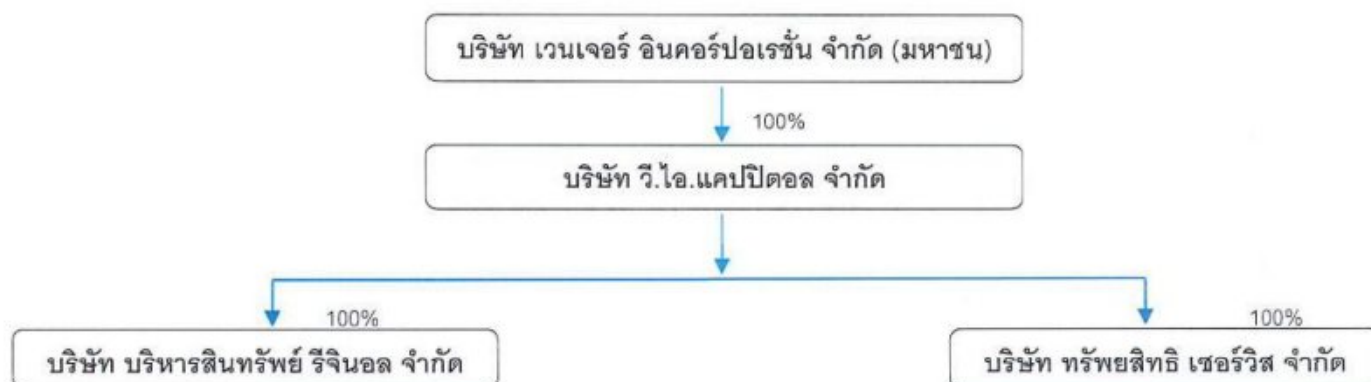 บริษัท เวนเจอร์ อินคอร์ปอเรชั่น จำกัด (มหาชน)
100%
บริษัท วี.ไอ.แคปปิตอล จำกัด
100%
100%
บริษัท บริหารสินทรัพย์ รีจินอล จำกัด
บริษัท ทรัพยสิทธิ เซอร์วิส จำกัด